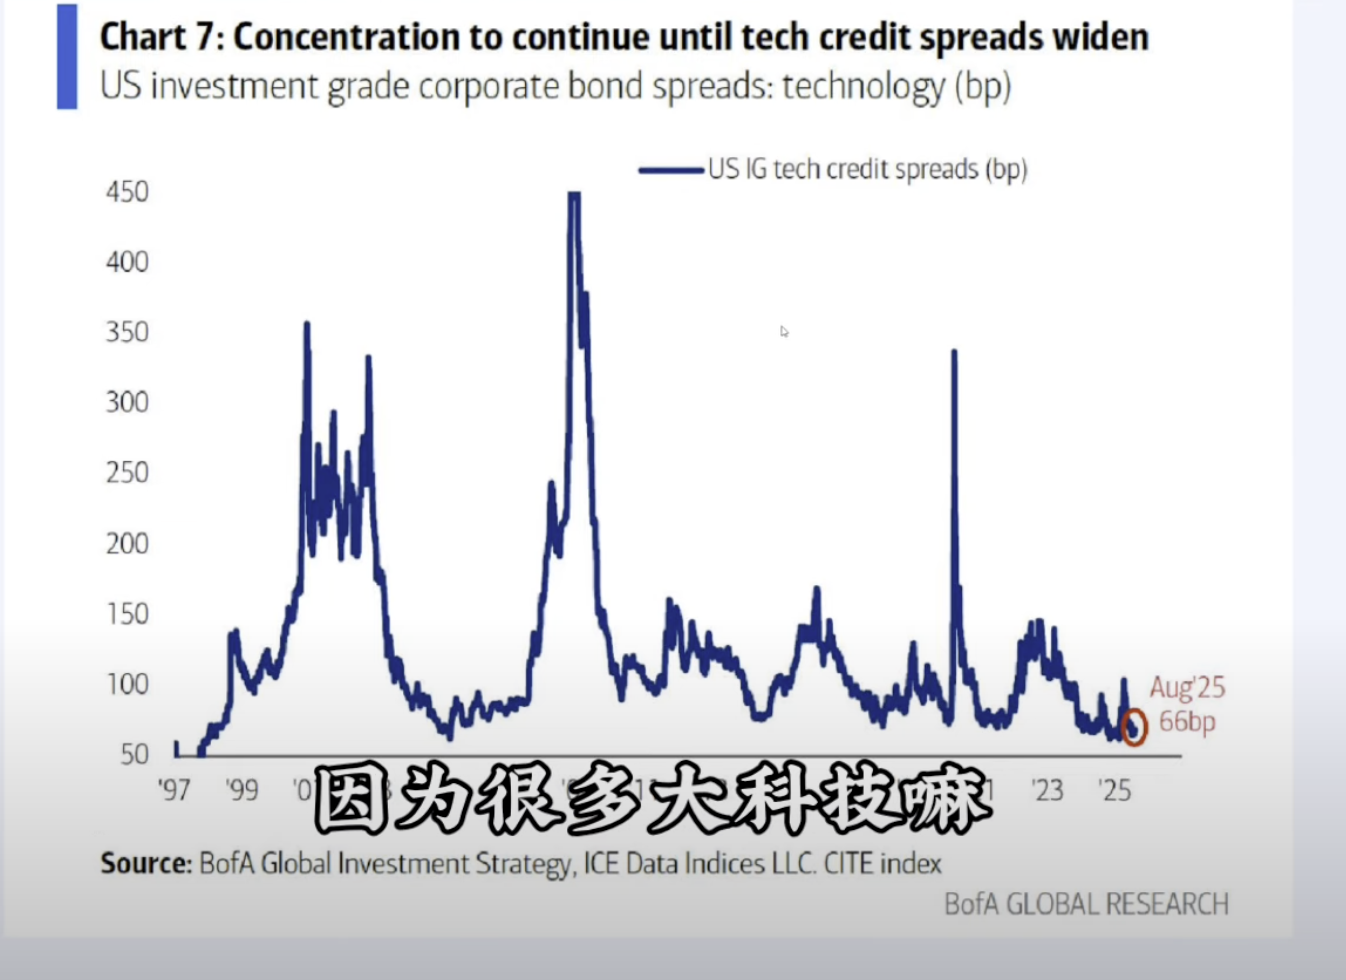 Chart 7: Concentration to continue until tech credit spreads widen
US investment grade corporate bond spreads: technology (bp)
US IG tech credit spreads (bp)
450
400
350
300
250
200
150
100
50
Aug'25
66bp
'97 '99 '23 '25
因为很多大科技嘛
Source: BofA Global Investment Strategy, ICE Data Indices LLC. CITE index
BofA GLOBAL RESEARCH